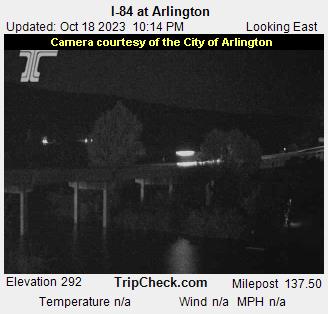 I-84 at Arlington
Updated: Oct 18 2023 10:14 PM Looking East
Camera courtesy of the City of Arlington
Elevation 292 TripCheck.com Milepost 137.50
Temperature n/a Wind n/a MPH n/a